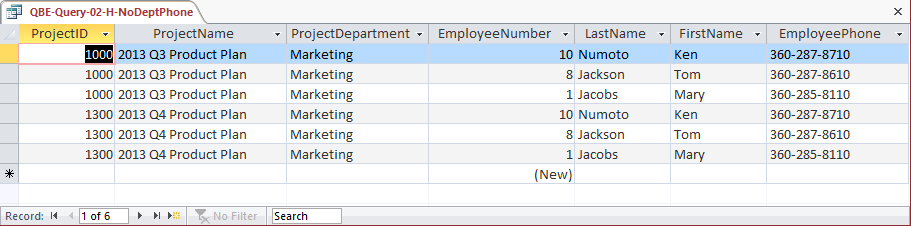 QBE-Query-02-H-NoDeptPhone
ProjectID ProjectName ProjectDepartment EmployeeNumber LastName FirstName EmployeePhone
1000 2013 Q3 Product Plan Marketing 10 Numoto Ken 360-287-8710
1000 2013 Q3 Product Plan Marketing 8 Jackson Tom 360-287-8610
1000 2013 Q3 Product Plan Marketing 1 Jacobs Mary 360-285-8110
1300 2013 Q4 Product Plan Marketing 10 Numoto Ken 360-287-8710
1300 2013 Q4 Product Plan Marketing 8 Jackson Tom 360-287-8610
1300 2013 Q4 Product Plan Marketing 1 Jacobs Mary 360-285-8110
(New)
Record: 1 of 6 No Filter Search